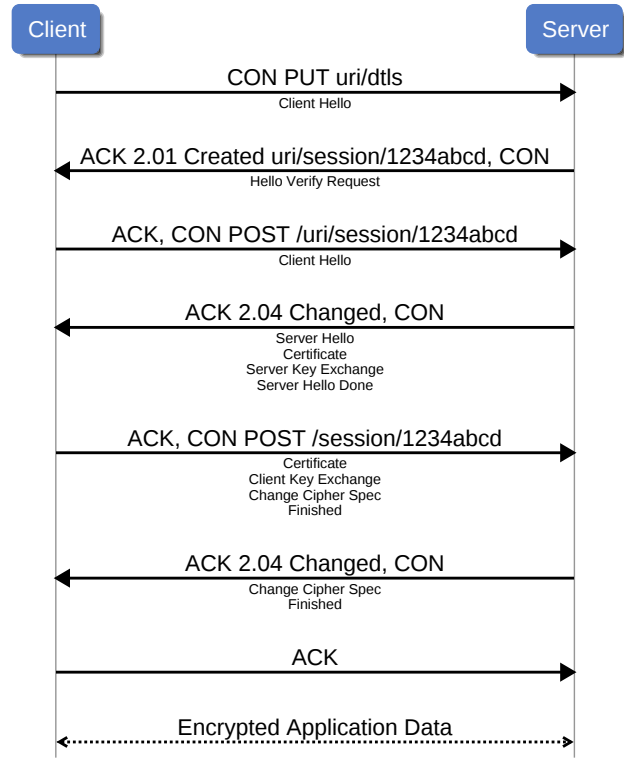 Client
Server
CON PUT uri/dtls
Client Hello
ACK 2.01 Created uri/session/1234abcd, CON
Hello Verify Request
ACK, CON POST /uri/session/1234abcd
Client Hello
ACK 2.04 Changed, CON
Server Hello
Certificate
Server Key Exchange
Server Hello Done
ACK, CON POST /session/1234abcd
Certificate
Client Key Exchange
Change Cipher Spec
Finished
ACK 2.04 Changed, CON
Change Cipher Spec
Finished
ACK
Encrypted Application Data